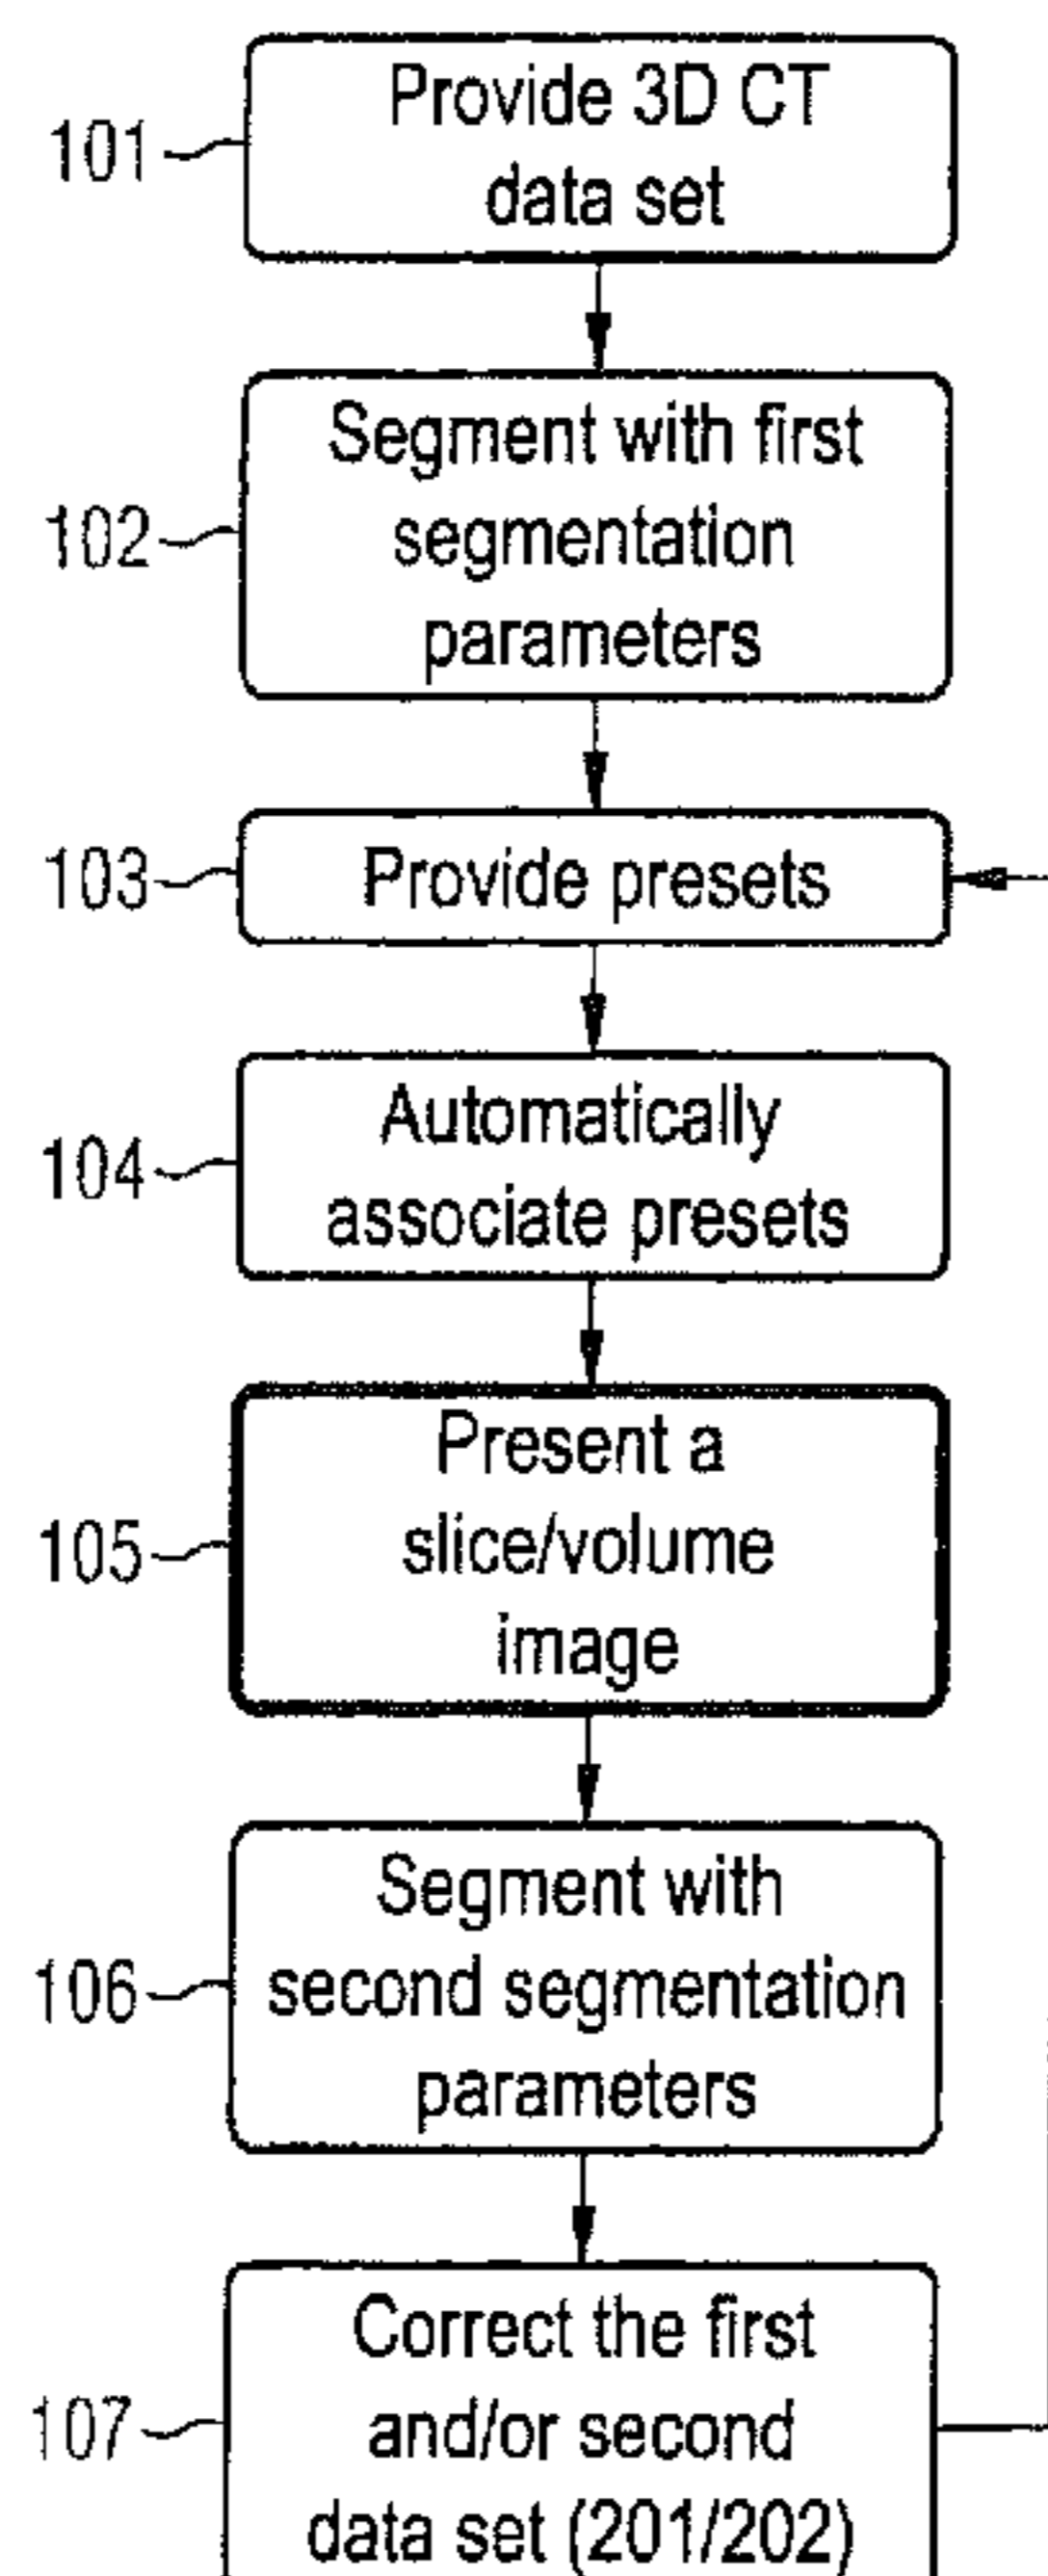 Provide 3D CT
data set
101
Segment with first
segmentation
parameters
102
Provide presets
103
Automatically
associate presets
104
Present a
slice/volume
image
105
Segment with
second segmentation
parameters
106
Correct the first
and/or second
data set (201/202)
107